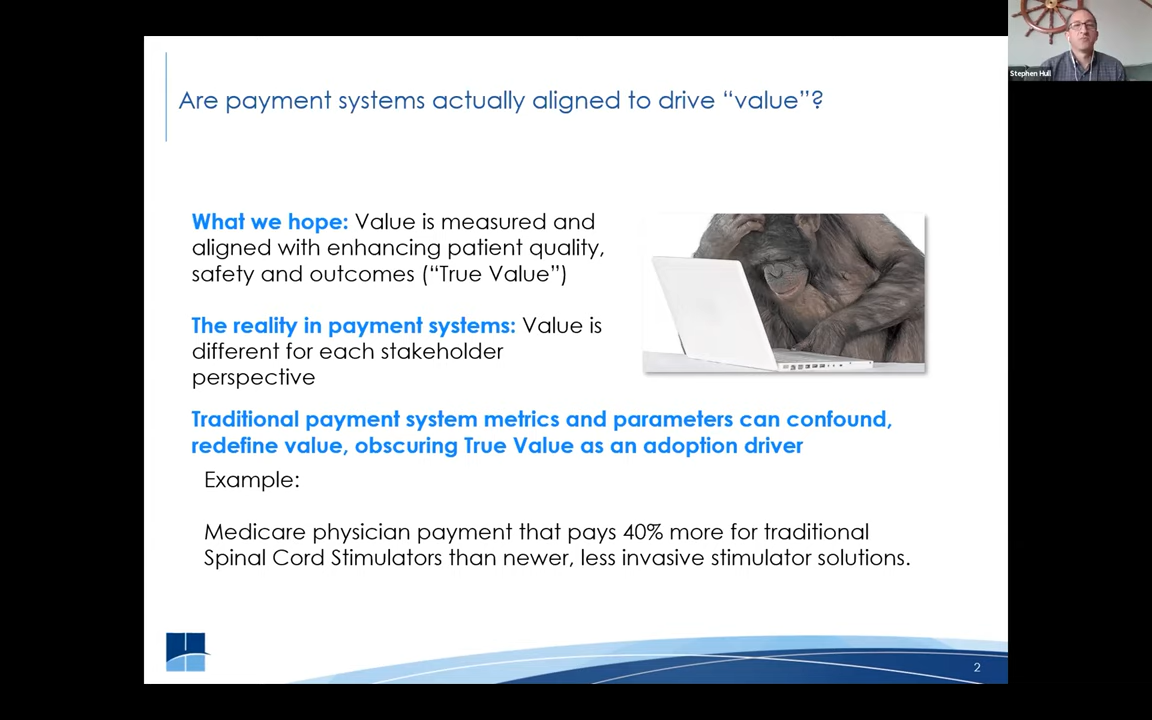 Stephen Hull
Are payment systems actually aligned to drive “value”?
What we hope: Value is measured and
aligned with enhancing patient quality,
safety and outcomes (“True Value”)
The reality in payment systems: Value is
different for each stakeholder
perspective
Traditional payment system metrics and parameters can confound,
redefine value, obscuring True Value as an adoption driver
Example:
Medicare physician payment that pays 40% more for traditional
Spinal Cord Stimulators than newer, less invasive stimulator solutions.
2